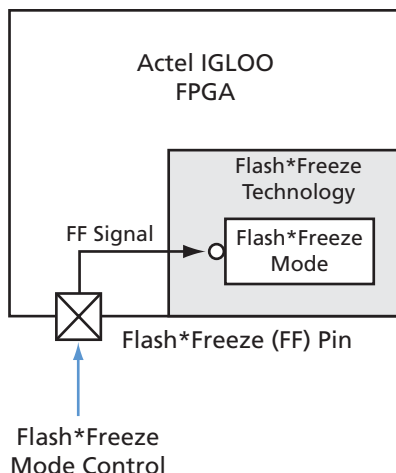 Actel IGLOO
FPGA
Flash*Freeze
Technology
FF Signal
Flash*Freeze
Mode
Flash*Freeze (FF) Pin
Flash*Freeze
Mode Control